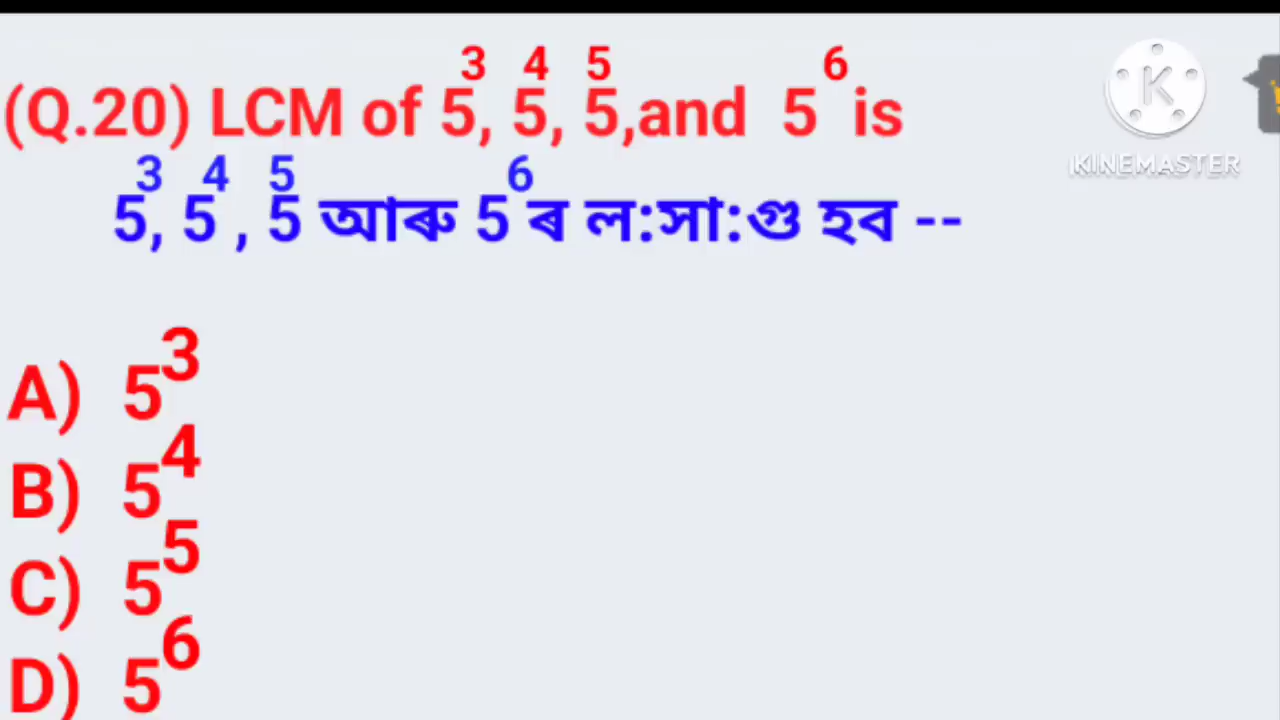 (Q.20) LCM of 5³, 5⁴, 5⁵,and 5⁶ is
5³, 5⁴ , 5⁵ আৰু 5⁶ ৰ ল:সা:গু হব --
A) 5³
B) 5⁴
C) 5⁵
D) 5⁶
KINEMASTER